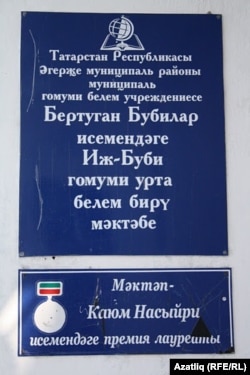 Татарстан Республикасы
Әгерҗе муниципаль районы
муниципаль
гомуми белем учреждениесе
Бертуган Бубилар
исемендәге
Иж-Буби
гомуми урта
белем бирү
мәктәбе
Мәктәп-
Каюм Насыйри
исемендәге премия лауреаты
Azatliq (RFE/RL)